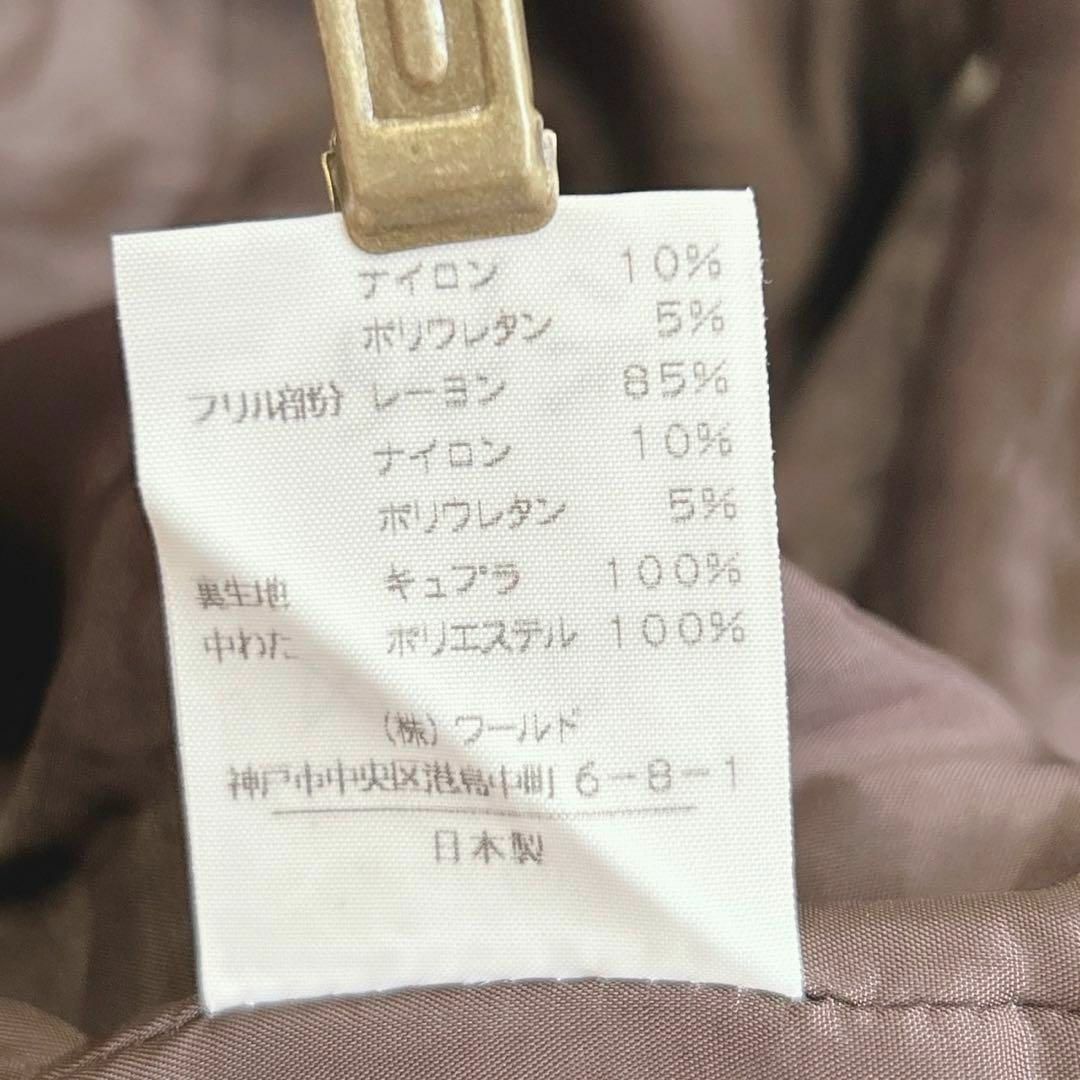 ナイロン 10%
ポリウレタン 5%
フリル部分 レーヨン 85%
ナイロン 10%
ポリウレタン 5%
裏生地 キュプラ 100%
中わた ポリエステル 100%
(株) ワールド
神戸市中央区港島中町 6-8-1
日本製